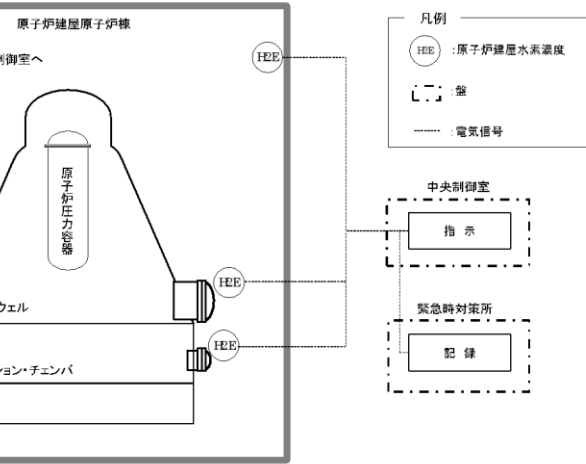 原子炉建屋原子炉棟
制御室へ
H2E
原子炉圧力容器
H2E
ウェル
H2E
ション・チェンバ
凡例
H2E :原子炉建屋水素濃度
:盤
:電気信号
中央制御室
指 示
緊急時対策所
記 録